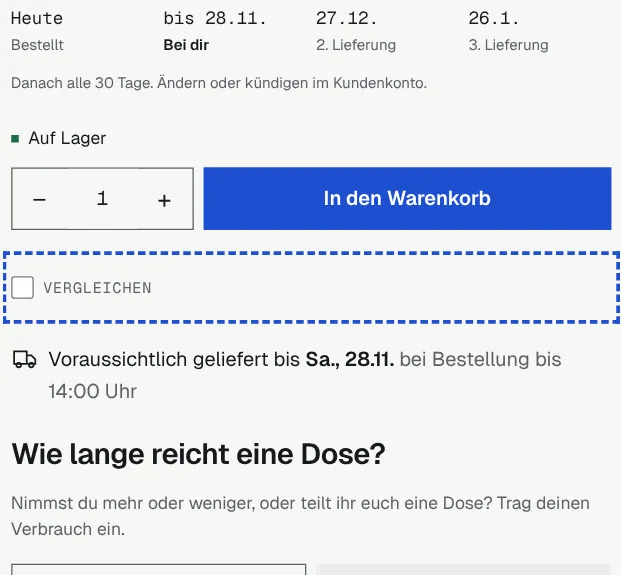 Heute bis 28.11. 27.12. 26.1.
Bestellt Bei dir 2. Lieferung 3. Lieferung
Danach alle 30 Tage. Ändern oder kündigen im Kundenkonto.
Auf Lager
− 1 + In den Warenkorb
VERGLEICHEN
Voraussichtlich geliefert bis Sa., 28.11. bei Bestellung bis
14:00 Uhr
Wie lange reicht eine Dose?
Nimmst du mehr oder weniger, oder teilt ihr euch eine Dose? Trag deinen
Verbrauch ein.